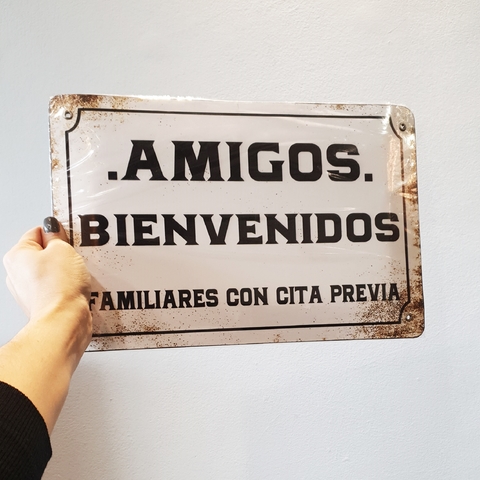 .AMIGOS.
BIENVENIDOS
FAMILIARES CON CITA PREVIA